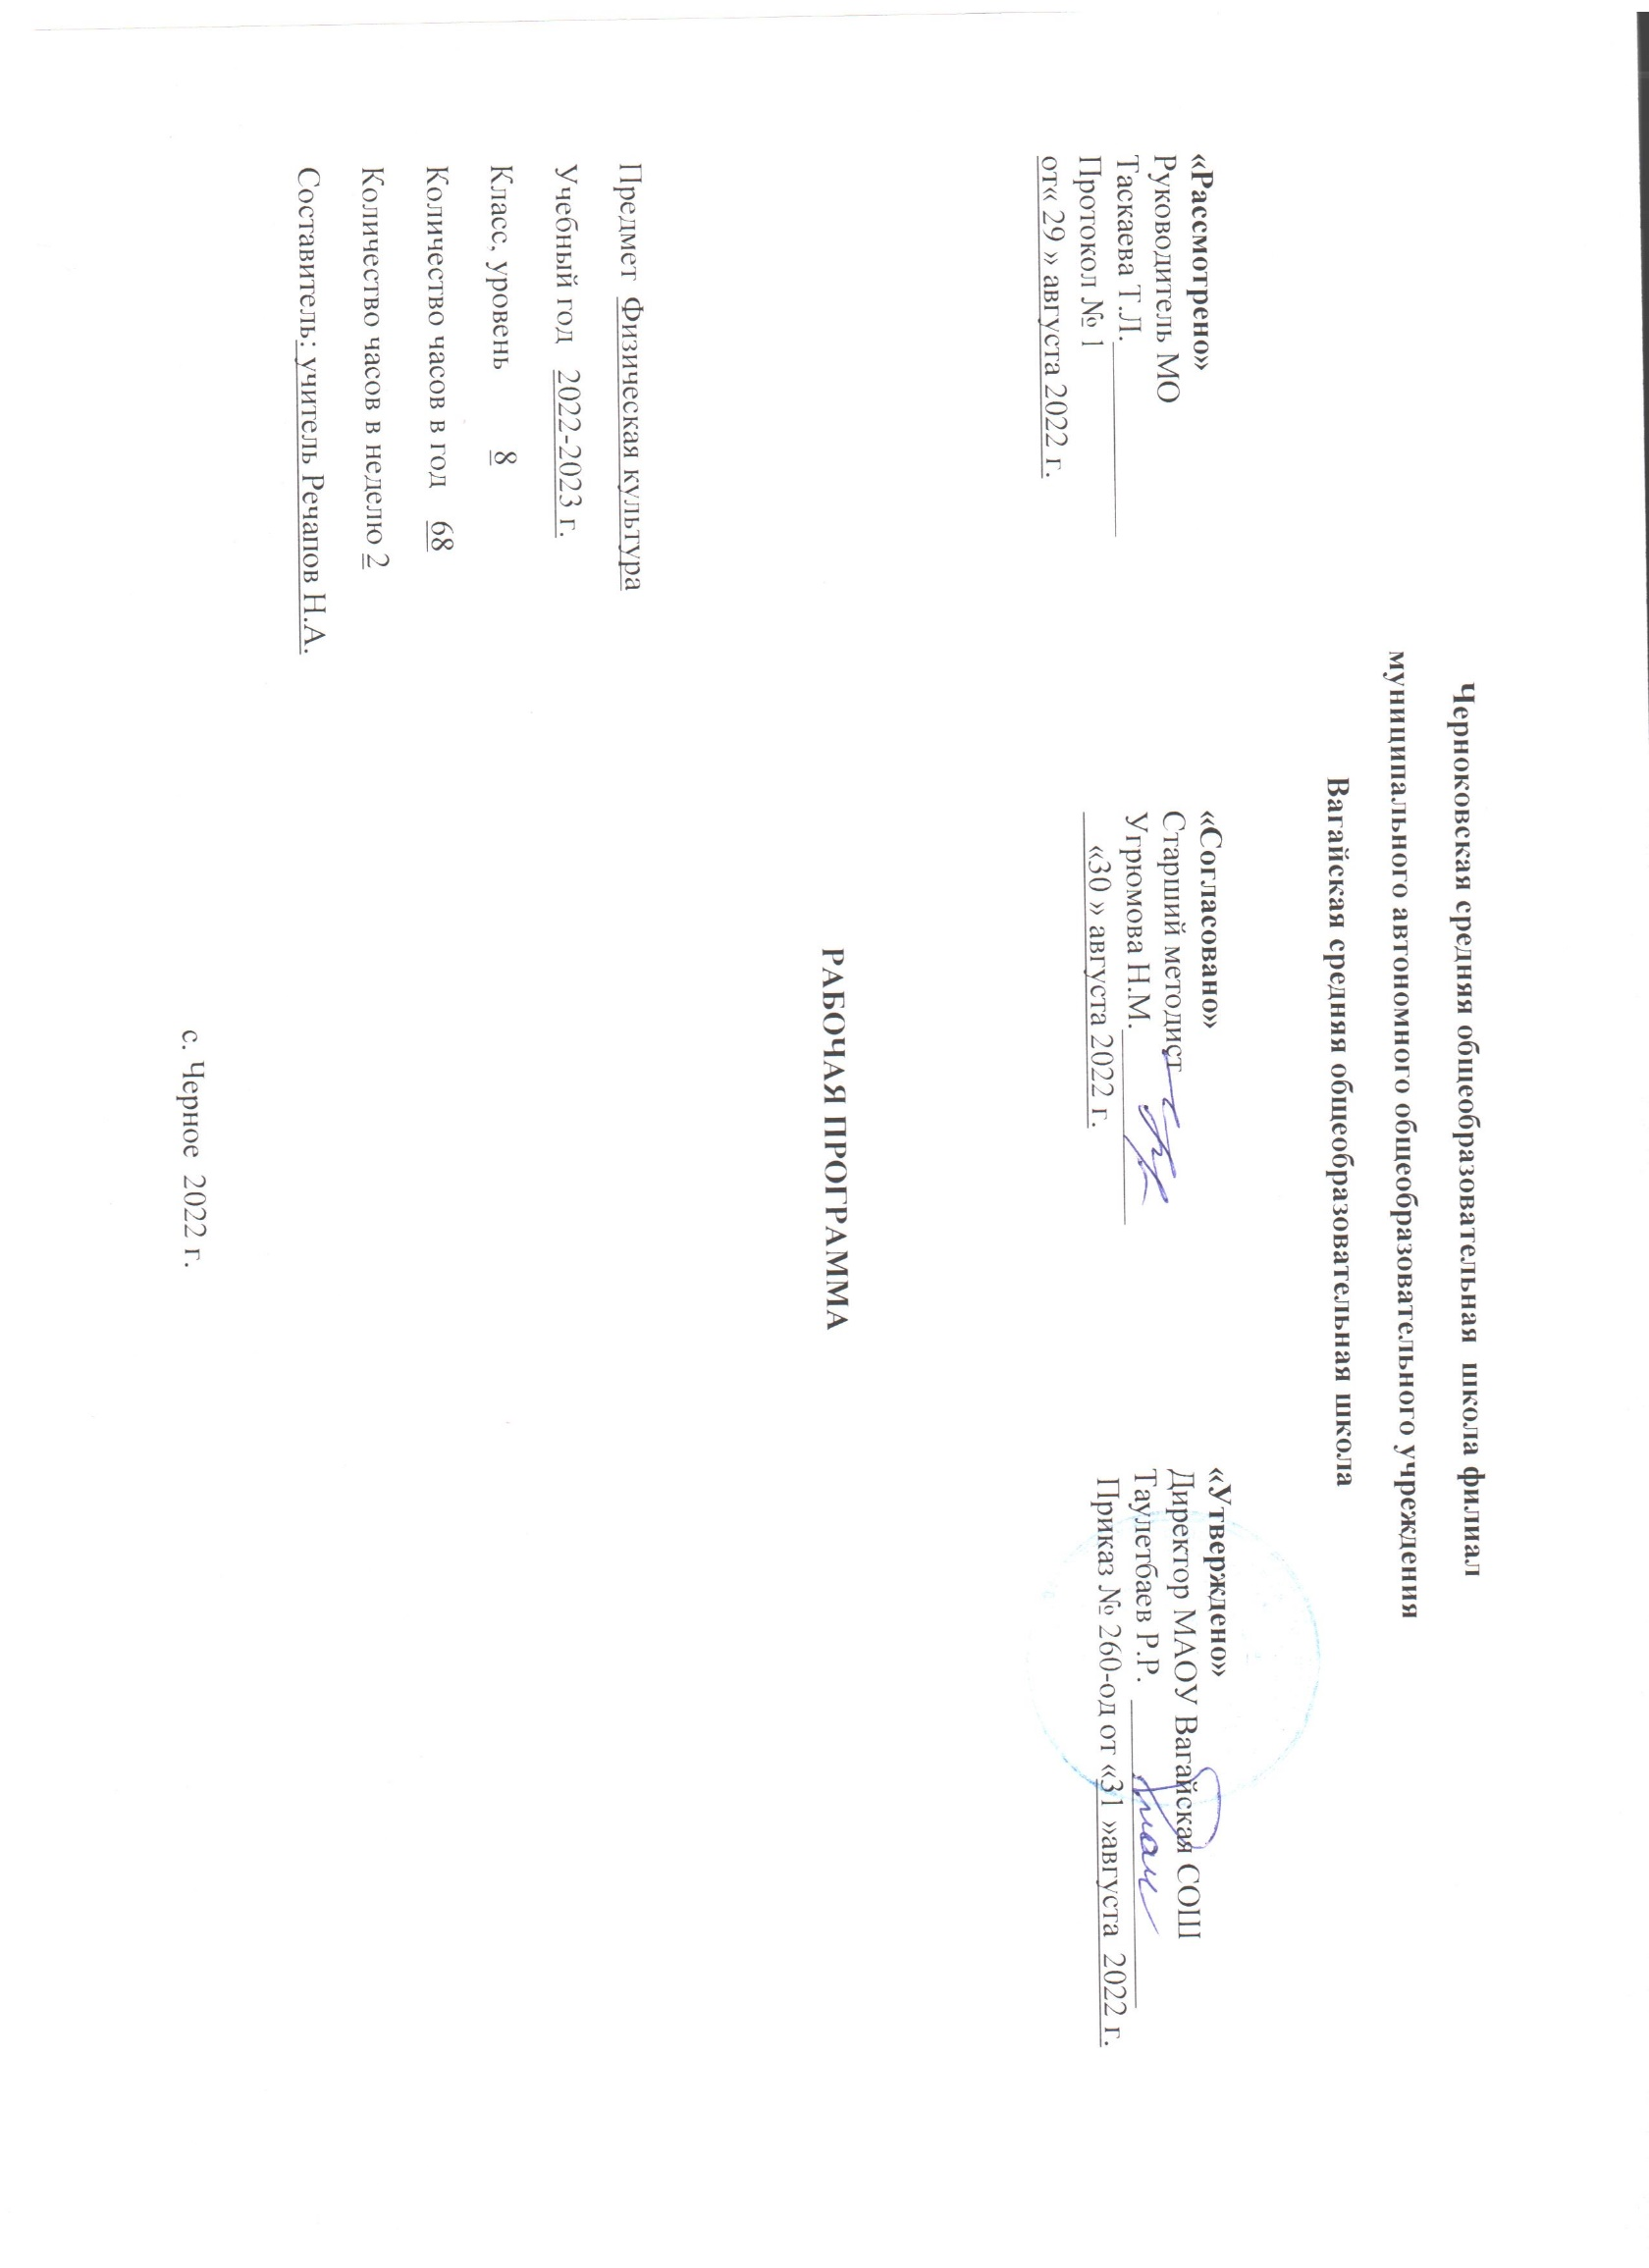 Черноковская средняя общеобразовательная школа филиал
муниципального автономного общеобразовательного учреждения
Вагайская средняя общеобразовательная школа
«Рассмотрено»
Руководитель МО
Таскаева Т.Л.
Протокол № 1
от« 29 » августа 2022 г.
«Согласовано»
Старший методист
Угрюмова Н.М.
«30 » августа 2022 г.
«Утверждено»
Директор МАОУ Вагайская СОШ
Таулетбаев Р.Р.
Приказ № 260-од от «31 »августа 2022 г.
РАБОЧАЯ ПРОГРАММА
Предмет Физическая культура
Учебный год 2022-2023 г.
Класс, уровень 8
Количество часов в год 68
Количество часов в неделю 2
Составитель: учитель Речапов Н.А.
с. Черное 2022 г.